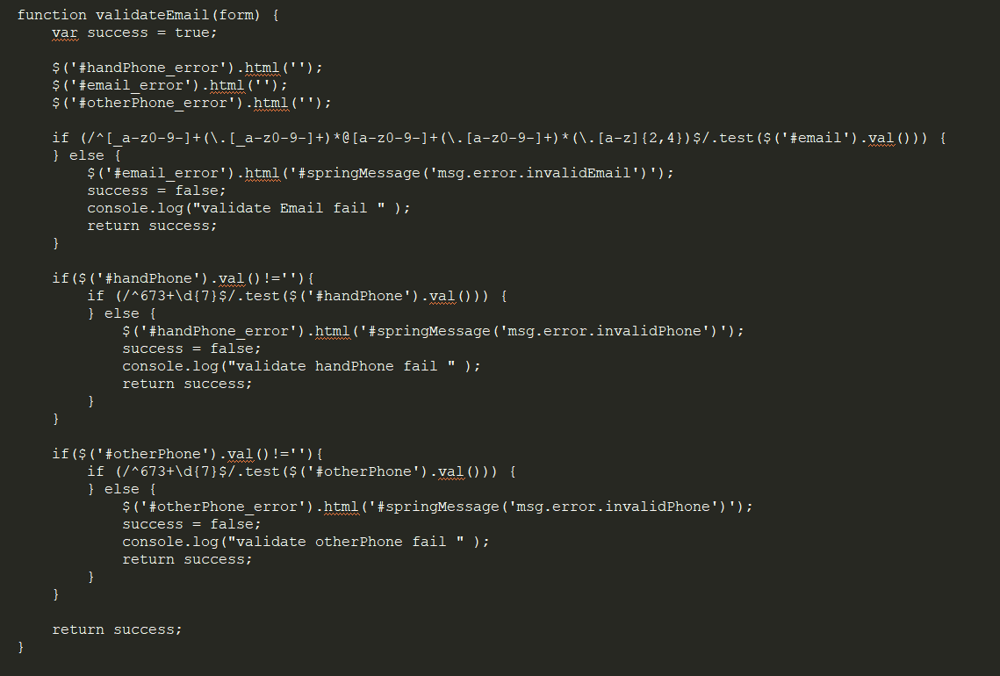 function validateEmail(form) {
    var success = true;

    $('#handPhone_error').html('');
    $('#email_error').html('');
    $('#otherPhone_error').html('');

    if (/^[_a-z0-9-]+(\.[_a-z0-9-]+)*@[a-z0-9-]+(\.[a-z0-9-]+)*(\.[a-z]{2,4})$/.test($('#email').val())) {
    } else {
        $('#email_error').html('#springMessage('msg.error.invalidEmail')');
        success = false;
        console.log("validate Email fail " );
        return success;
    }

    if($('#handPhone').val()!=''){
        if (/^673+\d{7}$/.test($('#handPhone').val())) {
        } else {
            $('#handPhone_error').html('#springMessage('msg.error.invalidPhone')');
            success = false;
            console.log("validate handPhone fail " );
            return success;
        }
    }

    if($('#otherPhone').val()!=''){
        if (/^673+\d{7}$/.test($('#otherPhone').val())) {
        } else {
            $('#otherPhone_error').html('#springMessage('msg.error.invalidPhone')');
            success = false;
            console.log("validate otherPhone fail " );
            return success;
        }
    }

    return success;
}